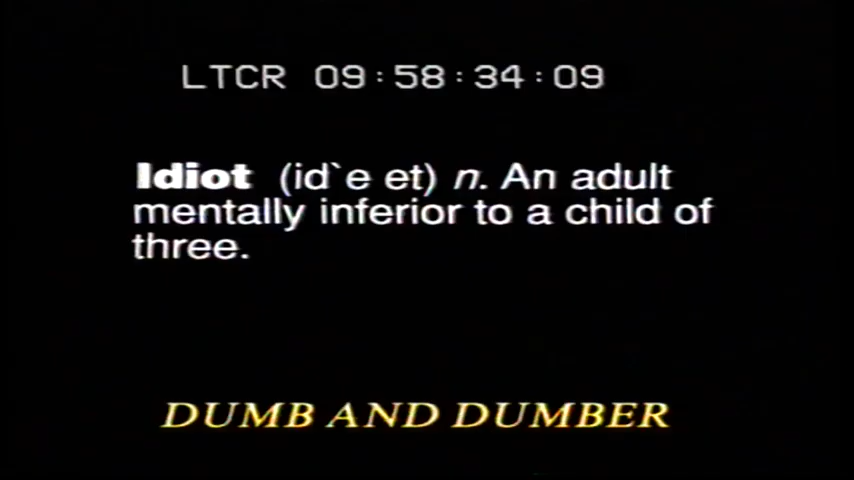 LTCR 09:58:34:09
Idiot (id`e et) n. An adult
mentally inferior to a child of
three.
DUMB AND DUMBER